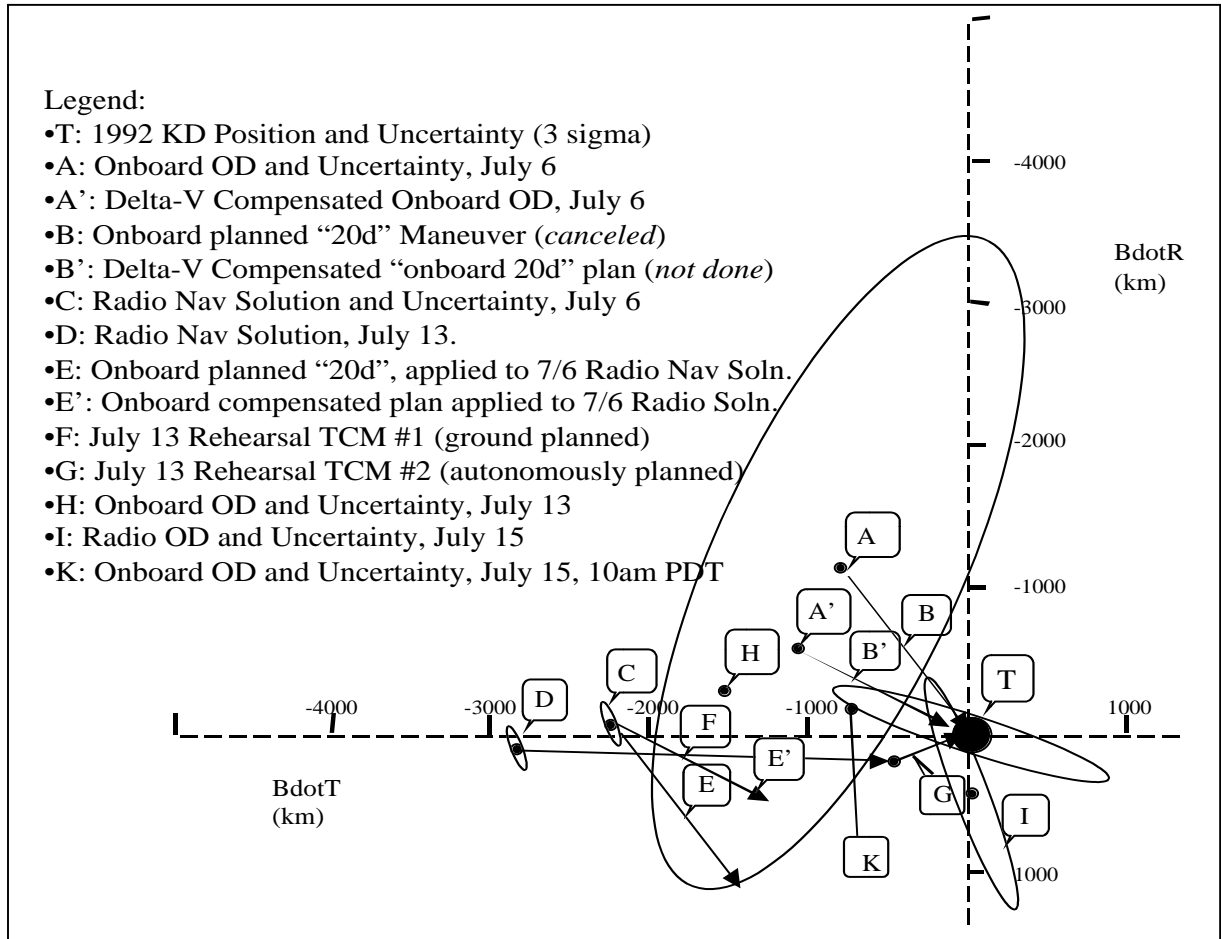 Legend:
•T: 1992 KD Position and Uncertainty (3 sigma)
•A: Onboard OD and Uncertainty, July 6
•A’: Delta-V Compensated Onboard OD, July 6
•B: Onboard planned “20d” Maneuver (canceled)
•B’: Delta-V Compensated “onboard 20d” plan (not done)
•C: Radio Nav Solution and Uncertainty, July 6
•D: Radio Nav Solution, July 13.
•E: Onboard planned “20d”, applied to 7/6 Radio Nav Soln.
•E’: Onboard compensated plan applied to 7/6 Radio Soln.
•F: July 13 Rehearsal TCM #1 (ground planned)
•G: July 13 Rehearsal TCM #2 (autonomously planned)
•H: Onboard OD and Uncertainty, July 13
•I: Radio OD and Uncertainty, July 15
•K: Onboard OD and Uncertainty, July 15, 10am PDT
-4000
BdotR
(km)
-3000
-2000
-1000
A
A’
B
B’
H
C
D
T
-4000
-3000
-2000
-1000
1000
F
E’
E
G
I
K
BdotT
(km)
1000